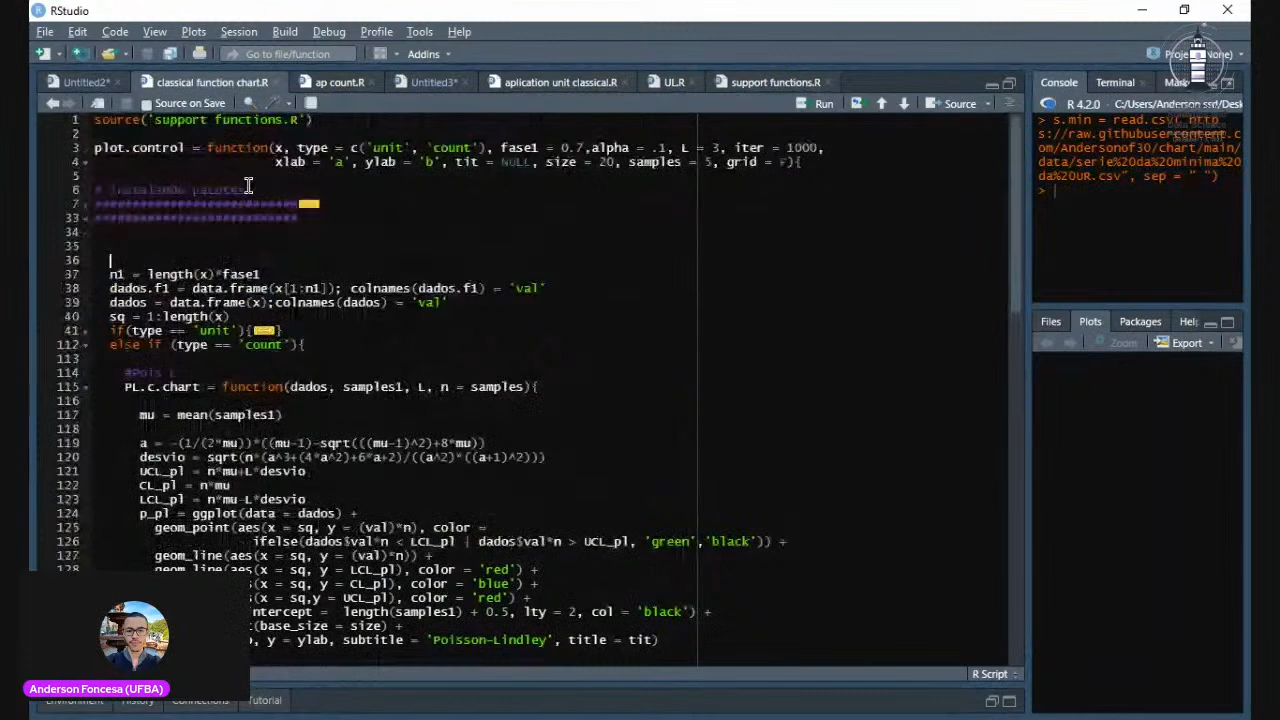 RStudio
File Edit Code View Plots Session Build Debug Profile Tools Help
Go to file/function Addins
Untitled2* classical function chart.R ap count.R Untitled3* aplication unit classical.R UL.R support functions.R
Source on Save Run Source
1 source('support functions.R')
2
3 plot.control = function(x, type = c('unit', 'count'), fase1 = 0.7,alpha = .1, L = 3, iter = 1000,
4 xlab = 'a', ylab = 'b', tit = NULL, size = 20, samples = 5, grid = F){
5
6 #
7 ###########################
33 ###########################
34
35
36
37 n1 = length(x)*fase1
38 dados.f1 = data.frame(x[1:n1]); colnames(dados.f1) = 'val'
39 dados = data.frame(x);colnames(dados) = 'val'
40 sq = 1:length(x)
41 if(type == 'unit'){ }
112 else if (type == 'count'){
113
114 #Pois L
115 PL.c.chart = function(dados, samples1, L, n = samples){
116
117 mu = mean(samples1)
118
119 a = -(1/(2*mu))*((mu-1)-sqrt(((mu-1)^2)+8*mu))
120 desvio = sqrt(n*(a^3+(4*a^2)+6*a+2)/((a^2)*((a+1)^2)))
121 UCL_pl = n*mu+L*desvio
122 CL_pl = n*mu
123 LCL_pl = n*mu-L*desvio
124 p_pl = ggplot(data = dados) +
125 geom_point(aes(x = sq, y = (val)*n), color =
126 ifelse(dados$val*n < LCL_pl | dados$val*n > UCL_pl, 'green','black')) +
127 geom_line(aes(x = sq, y = (val)*n)) +
128 geom_line(aes(x = sq, y = LCL_pl), color = 'red') +
s(x = sq, y = CL_pl), color = 'blue') +
s(x = sq,y = UCL_pl), color = 'red') +
ntercept = length(samples1) + 0.5, lty = 2, col = 'black') +
(base_size = size) +
, y = ylab, subtitle = 'Poisson-Lindley', title = tit)
R Script
Environment History Connections Tutorial
Console Terminal
R 4.2.0 · C:/Users/Anderson ssd/Desk
> s.min = read.csv("http
s://raw.githubusercontent.c
om/Andersonof30/chart/main/
data/serie%20da%20minima%20
da%20UR.csv", sep = " ")
>
Files Plots Packages Help
Zoom Export
Anderson Foncesa (UFBA)